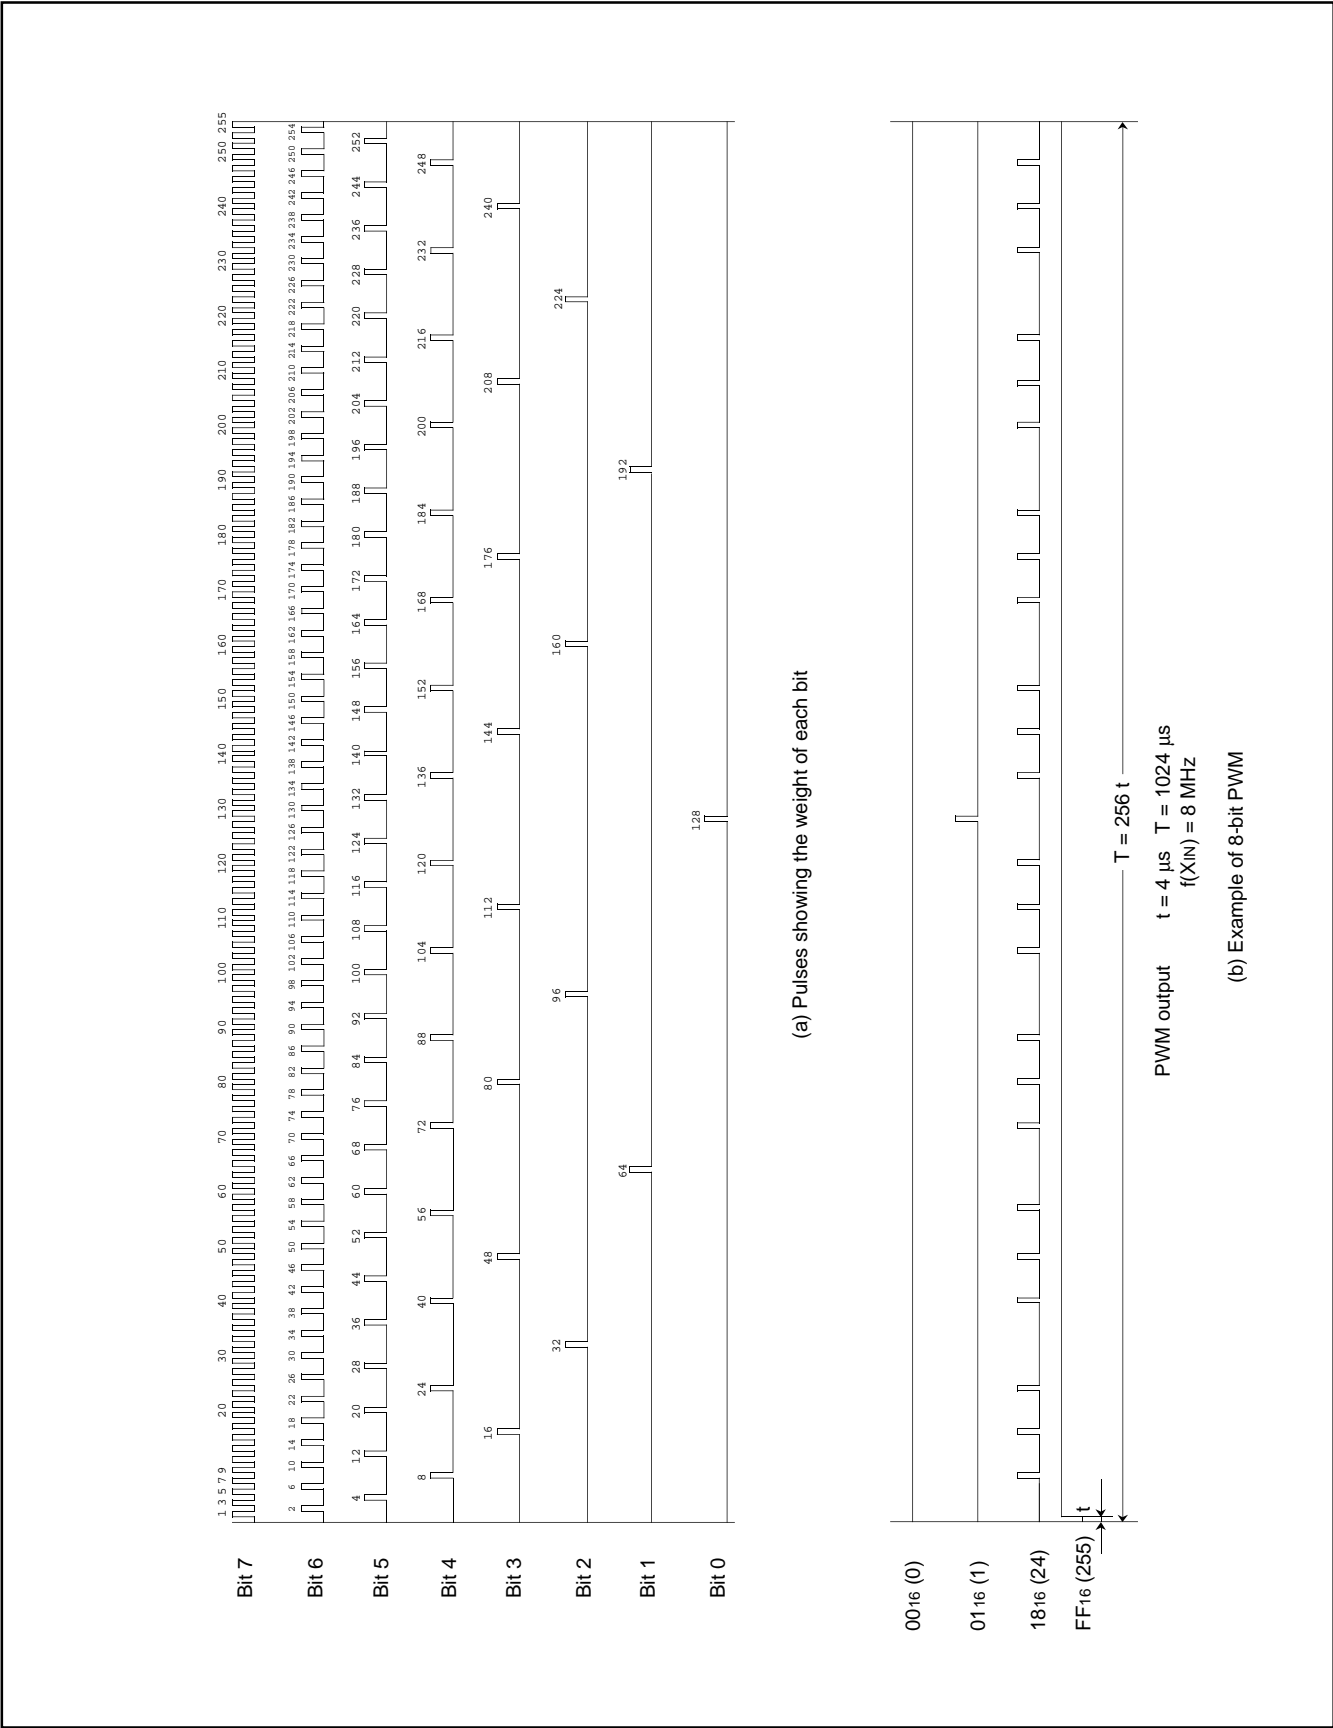 1 3 5 7 9 20 30 40 50 60 70 80 90 100 110 120 130 140 150 160 170 180 190 200 210 220 230 240 250 255
Bit 7
2 6 10 14 18 22 26 30 34 38 42 46 50 54 58 62 66 70 74 78 82 86 90 94 98 102 106 110 114 118 122 126 130 134 138 142 146 150 154 158 162 166 170 174 178 182 186 190 194 198 202 206 210 214 218 222 226 230 234 238 242 246 250 254
Bit 6
4 12 20 28 36 44 52 60 68 76 84 92 100 108 116 124 132 140 148 156 164 172 180 188 196 204 212 220 228 236 244 252
Bit 5
8 24 40 56 72 88 104 120 136 152 168 184 200 216 232 248
Bit 4
16 48 80 112 144 176 208 240
Bit 3
32 96 160 224
Bit 2
64 192
Bit 1
128
Bit 0
(a) Pulses showing the weight of each bit
0016 (0)
0116 (1)
1816 (24)
FF16 (255)
t
T = 256 t
PWM output t = 4 µs T = 1024 µs
f(XIN) = 8 MHz
(b) Example of 8-bit PWM